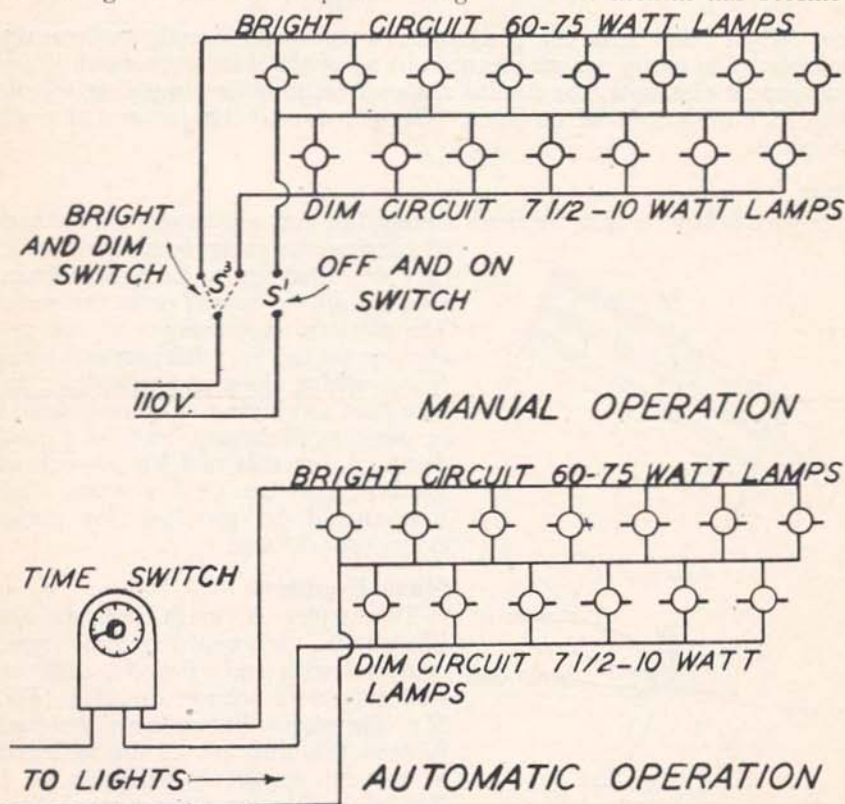 BRIGHT CIRCUIT 60-75 WATT LAMPS
DIM CIRCUIT 7 1/2 - 10 WATT LAMPS
BRIGHT
AND DIM
SWITCH
S³
S¹
OFF AND ON
SWITCH
110 V.
MANUAL OPERATION
BRIGHT CIRCUIT 60-75 WATT LAMPS
TIME SWITCH
DIM CIRCUIT 7 1/2 - 10 WATT
LAMPS
TO LIGHTS
AUTOMATIC OPERATION